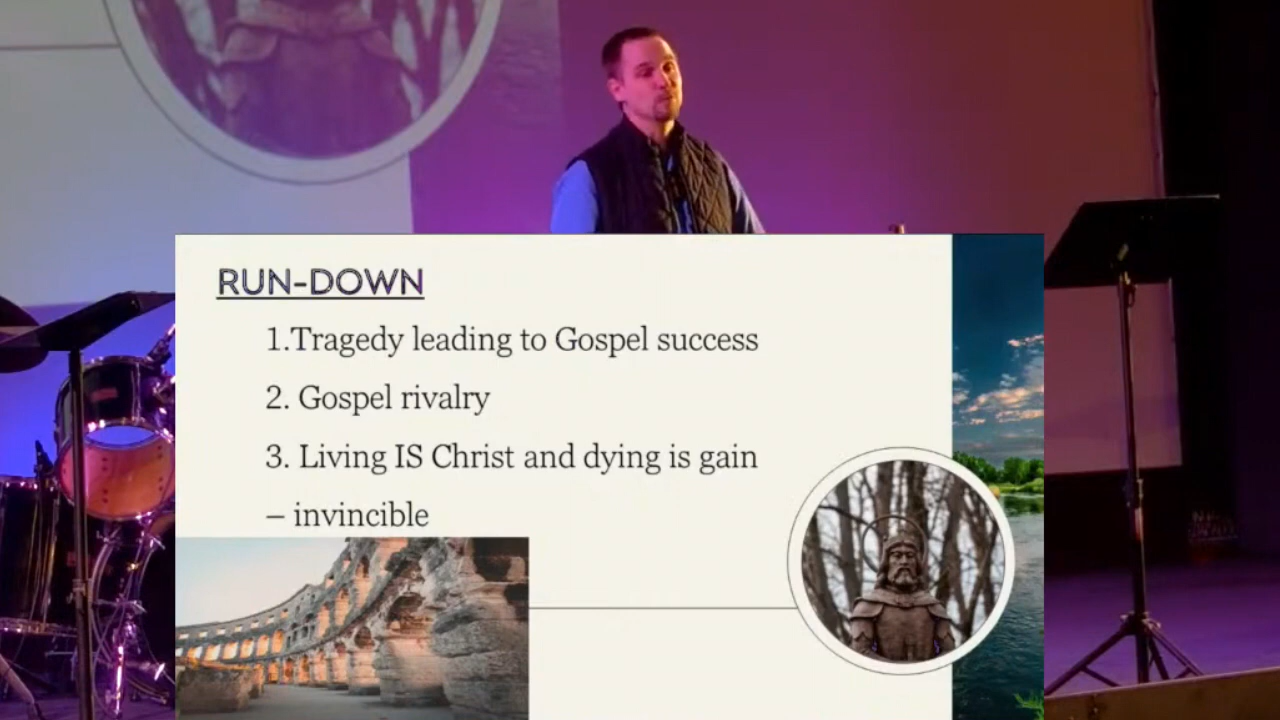 RUN-DOWN
1.Tragedy leading to Gospel success
2. Gospel rivalry
3. Living IS Christ and dying is gain
– invincible